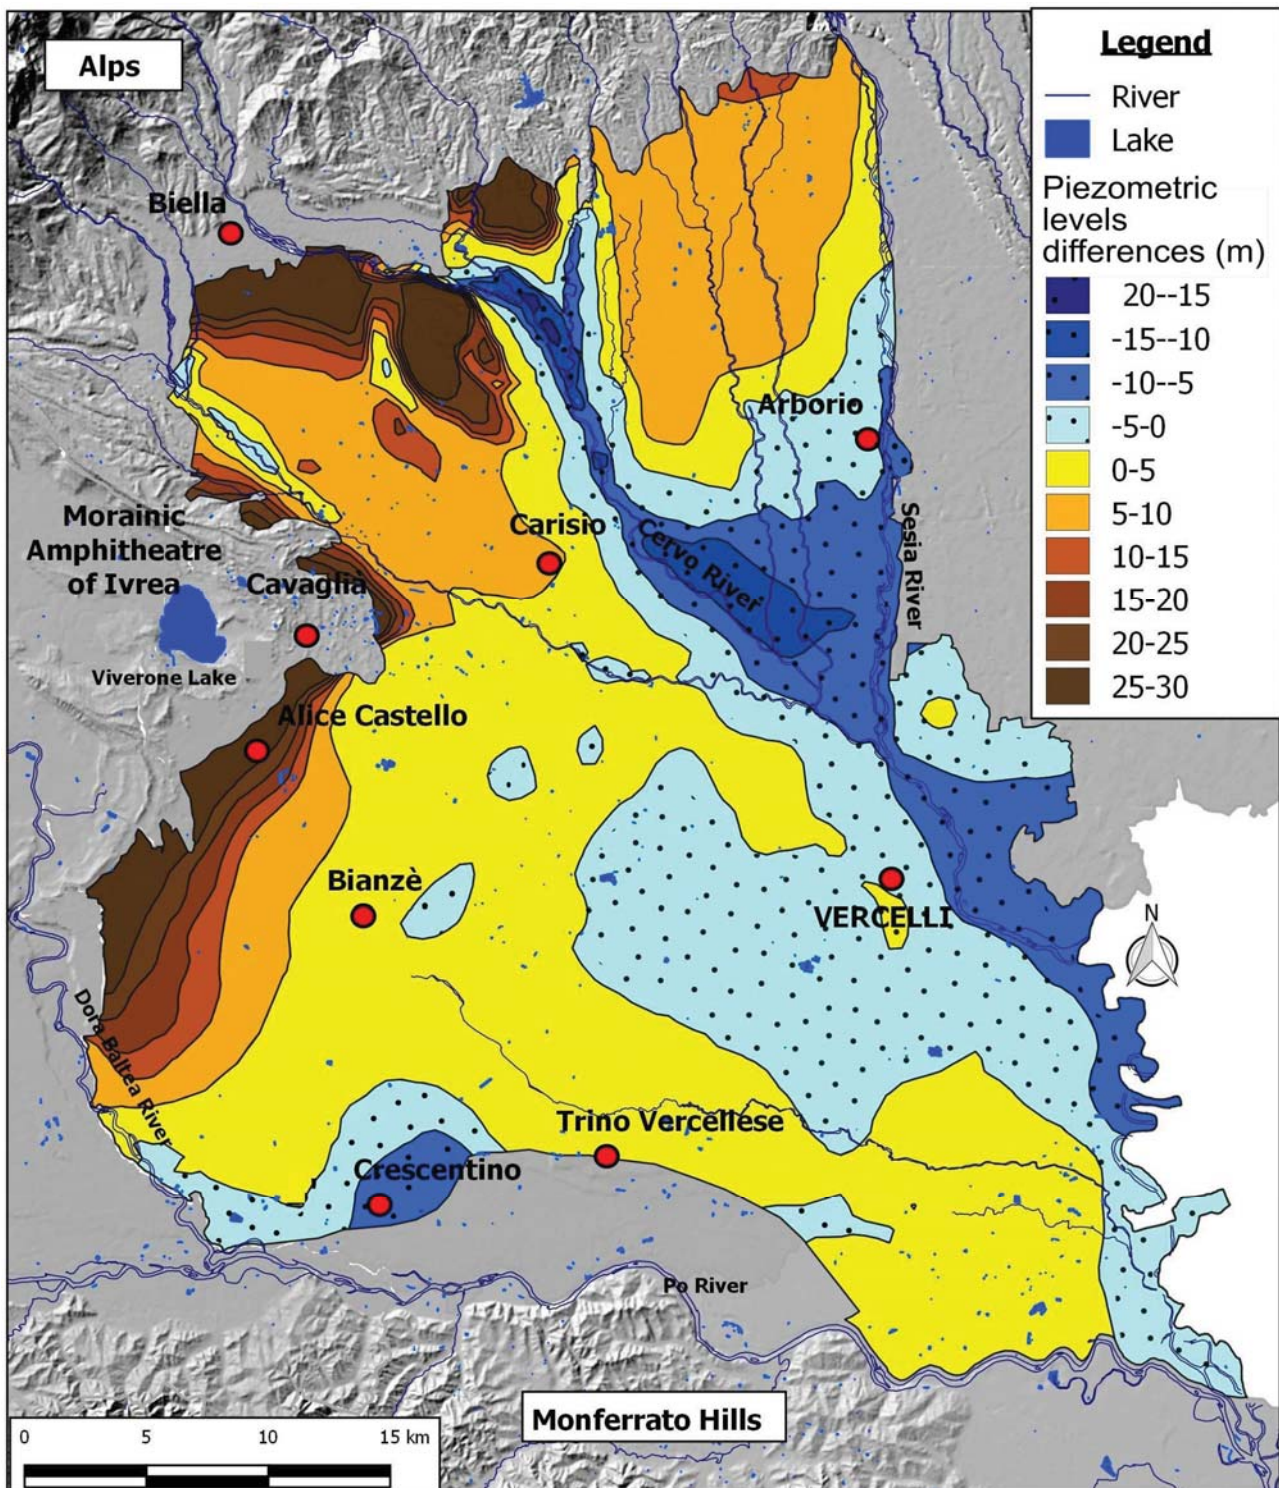 Alps
Legend
River
Lake
Piezometric
levels
differences (m)
20--15
-15--10
-10--5
-5-0
0-5
5-10
10-15
15-20
20-25
25-30
Biella
Arborio
Sesia River
Carisio
Cervo River
Morainic
Amphitheatre
of Ivrea
Cavaglià
Viverone Lake
Alice Castello
Bianzè
VERCELLI
N
Dora Baltea River
Trino Vercellese
Crescentino
Po River
Monferrato Hills
0 5 10 15 km